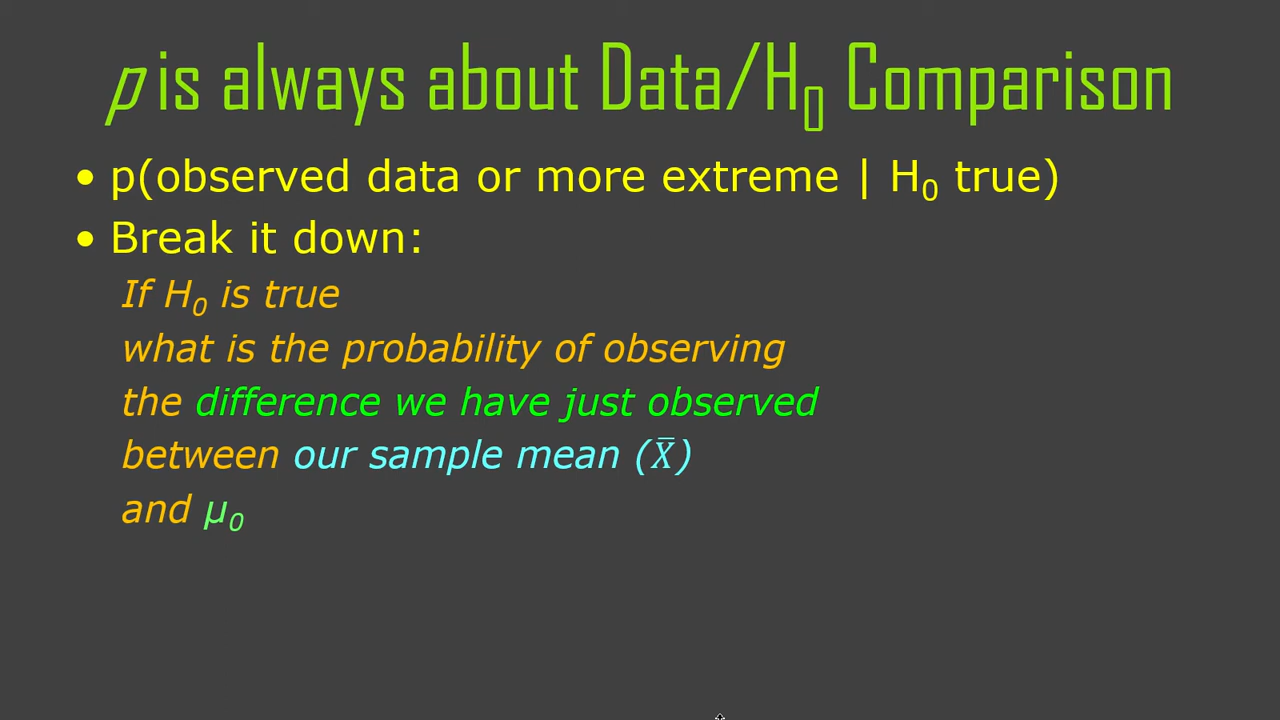 p is always about Data/H₀ Comparison
• p(observed data or more extreme | H₀ true)
• Break it down:
If H₀ is true
what is the probability of observing
the difference we have just observed
between our sample mean (X̄)
and μ₀